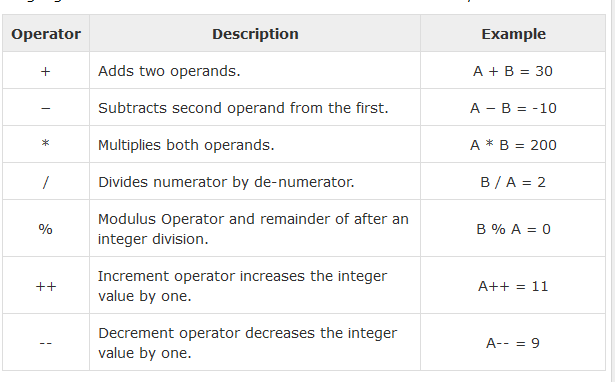 Operator Description Example
+ Adds two operands. A + B = 30
− Subtracts second operand from the first. A − B = -10
* Multiplies both operands. A * B = 200
/ Divides numerator by de-numerator. B / A = 2
% Modulus Operator and remainder of after an
integer division. B % A = 0
++ Increment operator increases the integer
value by one. A++ = 11
-- Decrement operator decreases the integer
value by one. A-- = 9